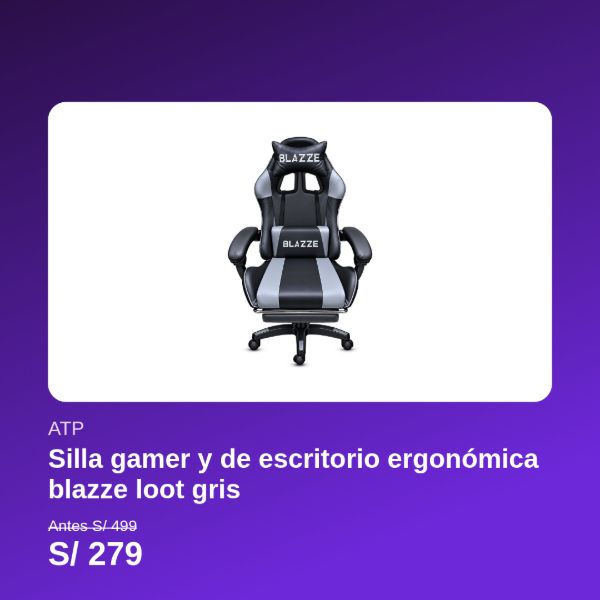 BLAZZE
BLAZZE
ATP
Silla gamer y de escritorio ergonómica
blazze loot gris
Antes S/ 499
S/ 279